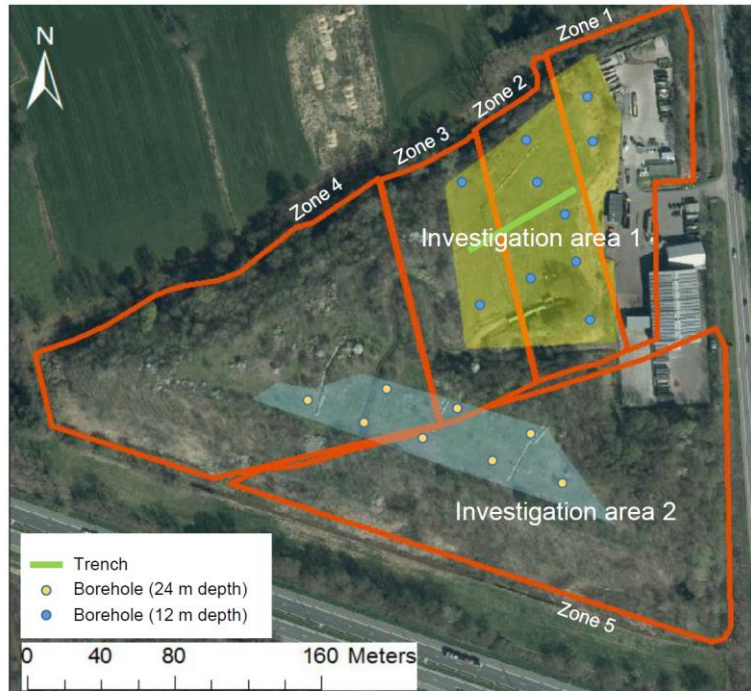 N
Zone 1
Zone 2
Zone 3
Zone 4
Investigation area 1
Investigation area 2
Zone 5
Trench
Borehole (24 m depth)
Borehole (12 m depth)
0 40 80 160 Meters